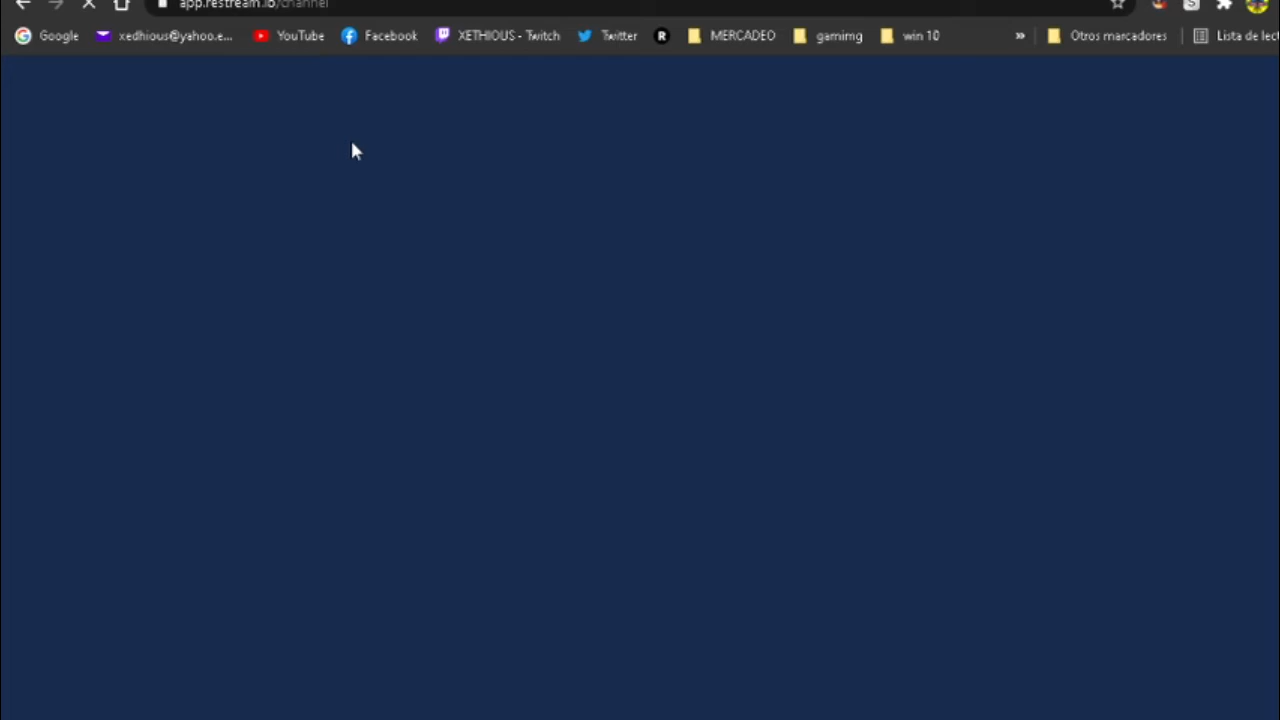 app.restream.io/channel
Google xedhious@yahoo.e... YouTube Facebook XETHIOUS - Twitch Twitter R MERCADEO gamimg win 10 » Otros marcadores Lista de lect